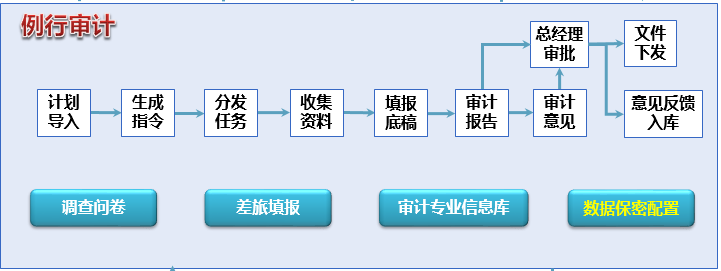 例行审计
总经理
审批
文件
下发
计划
导入
生成
指令
分发
任务
收集
资料
填报
底稿
审计
报告
审计
意见
意见反馈
入库
调查问卷
差旅填报
审计专业信息库
数据保密配置